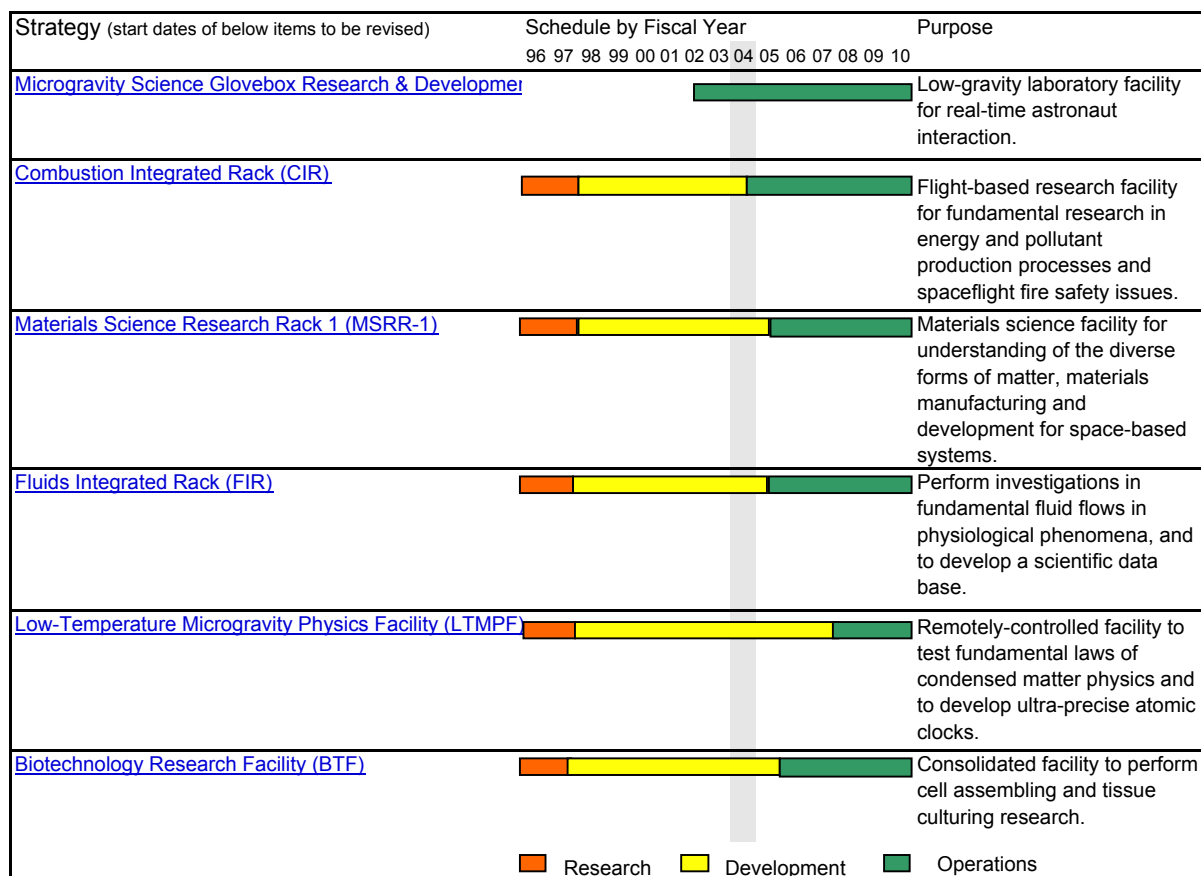 Strategy (start dates of below items to be revised) Schedule by Fiscal Year Purpose
96 97 98 99 00 01 02 03 04 05 06 07 08 09 10
Microgravity Science Glovebox Research & Developmen
Low-gravity laboratory facility
for real-time astronaut
interaction.
Combustion Integrated Rack (CIR)
Flight-based research facility
for fundamental research in
energy and pollutant
production processes and
spaceflight fire safety issues.
Materials Science Research Rack 1 (MSRR-1)
Materials science facility for
understanding of the diverse
forms of matter, materials
manufacturing and
development for space-based
systems.
Fluids Integrated Rack (FIR)
Perform investigations in
fundamental fluid flows in
physiological phenomena, and
to develop a scientific data
base.
Low-Temperature Microgravity Physics Facility (LTMPF)
Remotely-controlled facility to
test fundamental laws of
condensed matter physics and
to develop ultra-precise atomic
clocks.
Biotechnology Research Facility (BTF)
Consolidated facility to perform
cell assembling and tissue
culturing research.
Research Development Operations